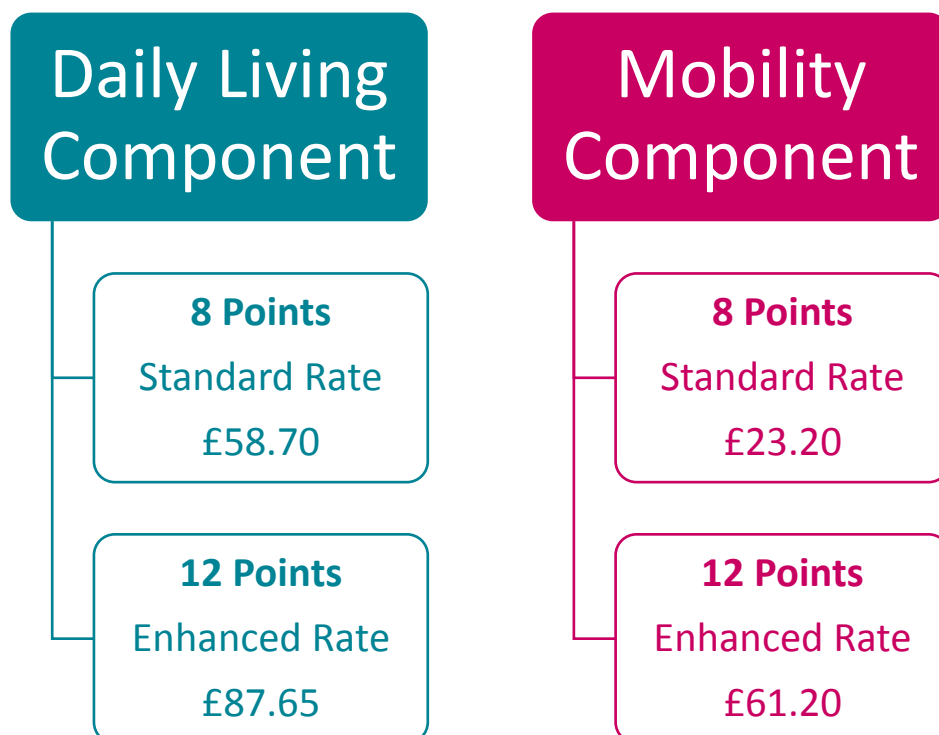 Daily Living
Component
8 Points
Standard Rate
£58.70
12 Points
Enhanced Rate
£87.65
Mobility
Component
8 Points
Standard Rate
£23.20
12 Points
Enhanced Rate
£61.20